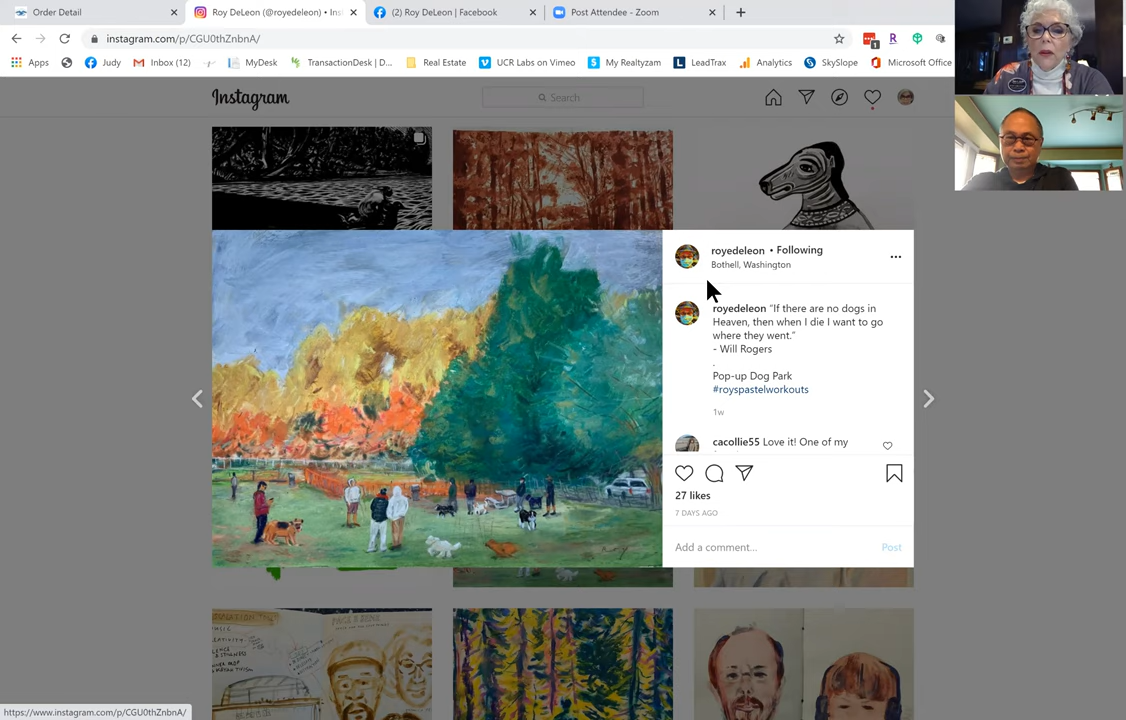 Order Detail
Roy DeLeon (@royedeleon) • Ins
(2) Roy DeLeon | Facebook
Post Attendee - Zoom
instagram.com/p/CGU0thZnbnA/
1
Apps
Judy
Inbox (12)
MyDesk
TransactionDesk | D...
Real Estate
UCR Labs on Vimeo
My Realtyzam
LeadTrax
Analytics
SkySlope
Microsoft Office
Instagram
Search
royedeleon • Following
Bothell, Washington
royedeleon "If there are no dogs in
Heaven, then when I die I want to go
where they went."
- Will Rogers
.
Pop-up Dog Park
#royspastelworkouts
1w
cacollie55 Love it! One of my
27 likes
7 DAYS AGO
Add a comment...
Post
https://www.instagram.com/p/CGU0thZnbnA/